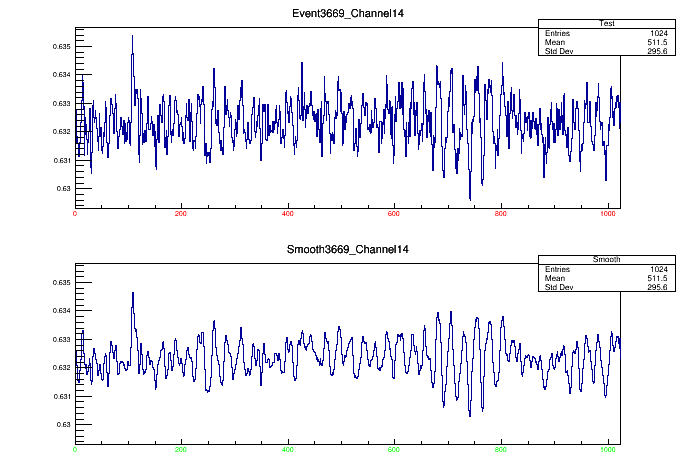 Event3669_Channel14
Test
Entries 1024
Mean 511.5
Std Dev 295.6
0.635
0.634
0.633
0.632
0.631
0.63
0 200 400 600 800 1000
Smooth3669_Channel14
Smooth
Entries 1024
Mean 511.5
Std Dev 295.6
0.635
0.634
0.633
0.632
0.631
0.63
0 200 400 600 800 1000